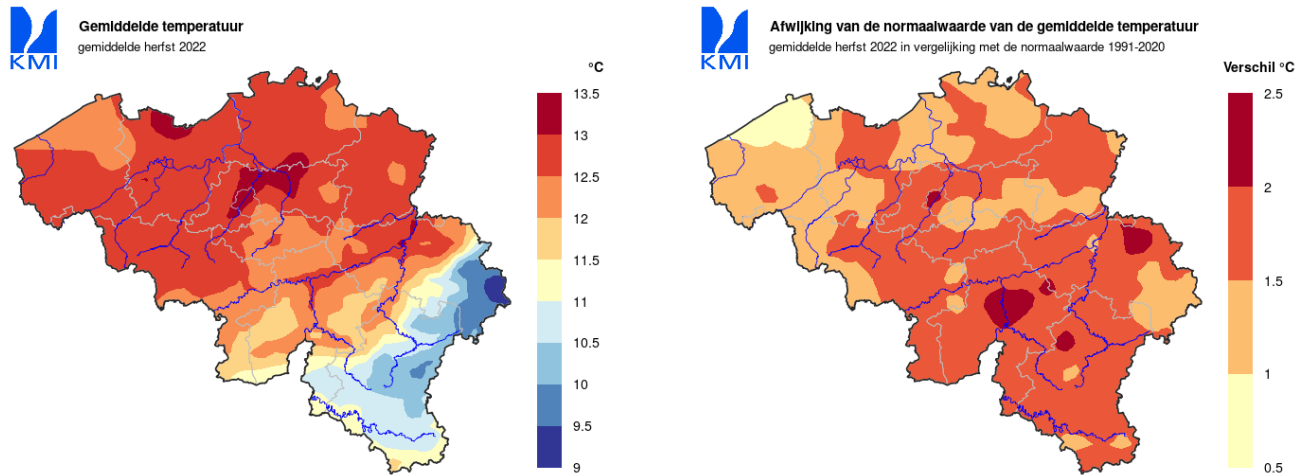 KMI
Gemiddelde temperatuur
gemiddelde herfst 2022
°C
13.5
13
12.5
12
11.5
11
10.5
10
9.5
9
KMI
Afwijking van de normaalwaarde van de gemiddelde temperatuur
gemiddelde herfst 2022 in vergelijking met de normaalwaarde 1991-2020
Verschil °C
2.5
2
1.5
1
0.5